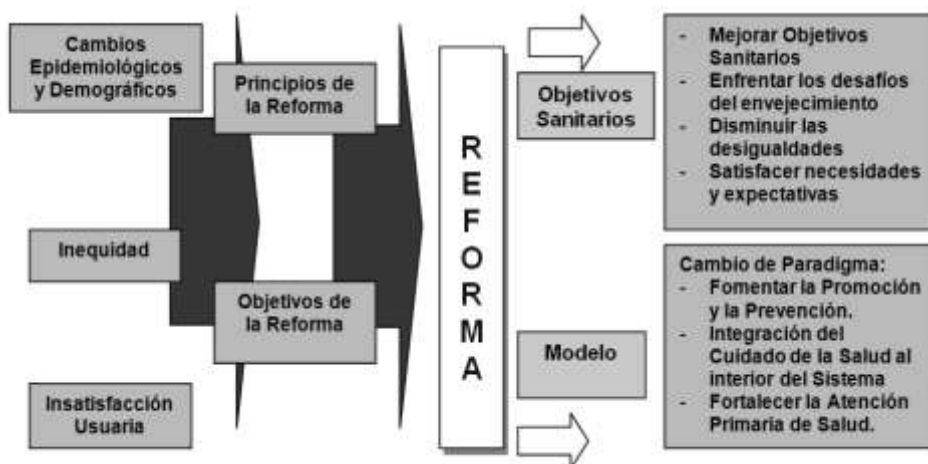 Cambios
Epidemiológicos
y Demográficos
Inequidad
Insatisfacción
Usuaria
Principios de
la Reforma
Objetivos de
la Reforma
REFORMA
Objetivos
Sanitarios
Modelo
- Mejorar Objetivos
Sanitarios
- Enfrentar los desafíos
del envejecimiento
- Disminuir las
desigualdades
- Satisfacer necesidades
y expectativas
Cambio de Paradigma:
- Fomentar la Promoción
y la Prevención.
- Integración del
Cuidado de la Salud al
interior del Sistema
- Fortalecer la Atención
Primaria de Salud.